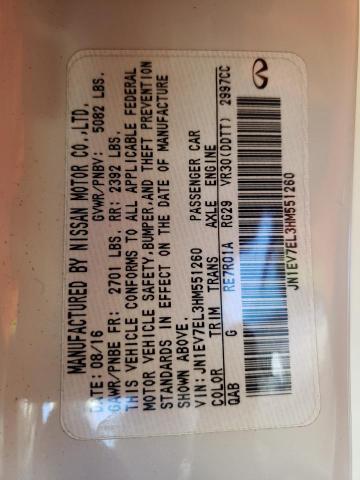 MANUFACTURED BY NISSAN MOTOR CO.,LTD.
DATE: 08/16 GVWR/PNBV: 5082 LBS.
GAWR/PNBE FR: 2701 LBS. RR: 2392 LBS.
THIS VEHICLE CONFORMS TO ALL APPLICABLE FEDERAL
MOTOR VEHICLE SAFETY,BUMPER,AND THEFT PREVENTION
STANDARDS IN EFFECT ON THE DATE OF MANUFACTURE
SHOWN ABOVE.
VIN: JN1EV7EL3HM551260 PASSENGER CAR
COLOR TRIM TRANS AXLE ENGINE
QAB G RE7R01A RG29 VR30(DDTT) 2997CC
JN1EV7EL3HM551260